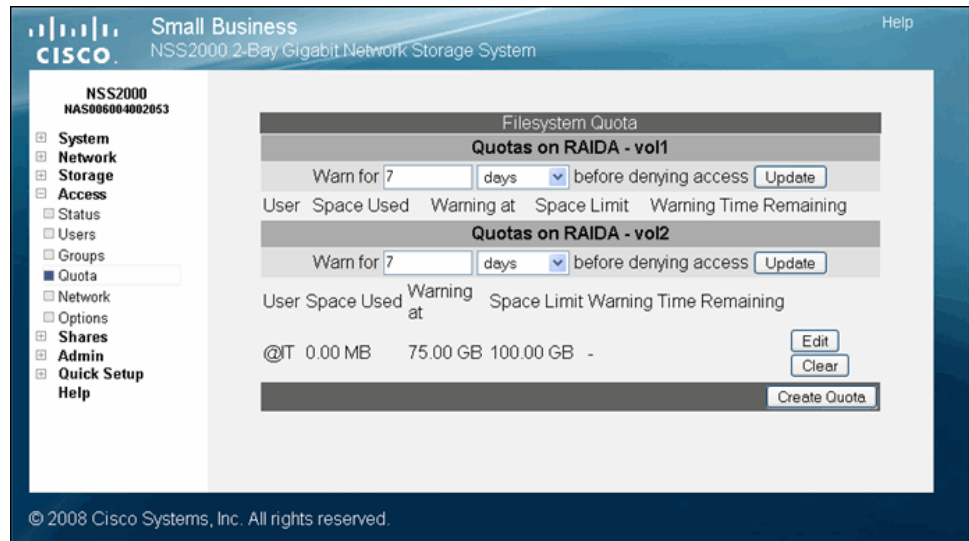 Small Business
Help
CISCO.
NSS2000 2-Bay Gigabit Network Storage System
NSS2000
NAS006004002053
System
Network
Storage
Access
Status
Users
Groups
Quota
Network
Options
Shares
Admin
Quick Setup
Help
Filesystem Quota
Quotas on RAIDA - vol1
Warn for 7 days before denying access Update
User Space Used Warning at Space Limit Warning Time Remaining
Quotas on RAIDA - vol2
Warn for 7 days before denying access Update
User Space Used Warning at Space Limit Warning Time Remaining
@IT 0.00 MB 75.00 GB 100.00 GB -
Edit
Clear
Create Quota
© 2008 Cisco Systems, Inc. All rights reserved.